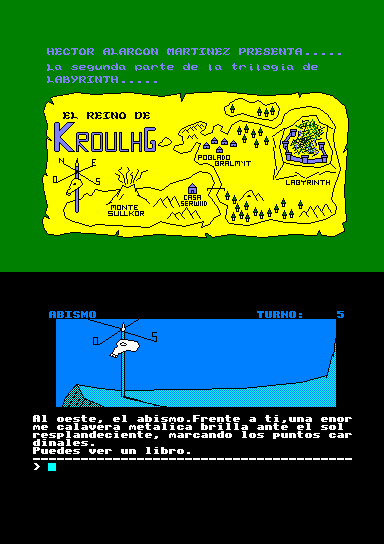 HECTOR ALARCON MARTINEZ PRESENTA.....
La segunda parte de la trilogia de
LABYRINTH.....
EL REINO DE
KROULHG
N E
O S
POBLADO
GRALM'YT
LABYRINTH
MONTE
SULLKOR
CASA
SERWIID
ABISMO TURNO: 5
O S
Al oeste, el abismo.Frente a ti,una enor
me calavera metalica brilla ante el sol
resplandeciente, marcando los puntos car
dinales.
Puedes ver un libro.
>